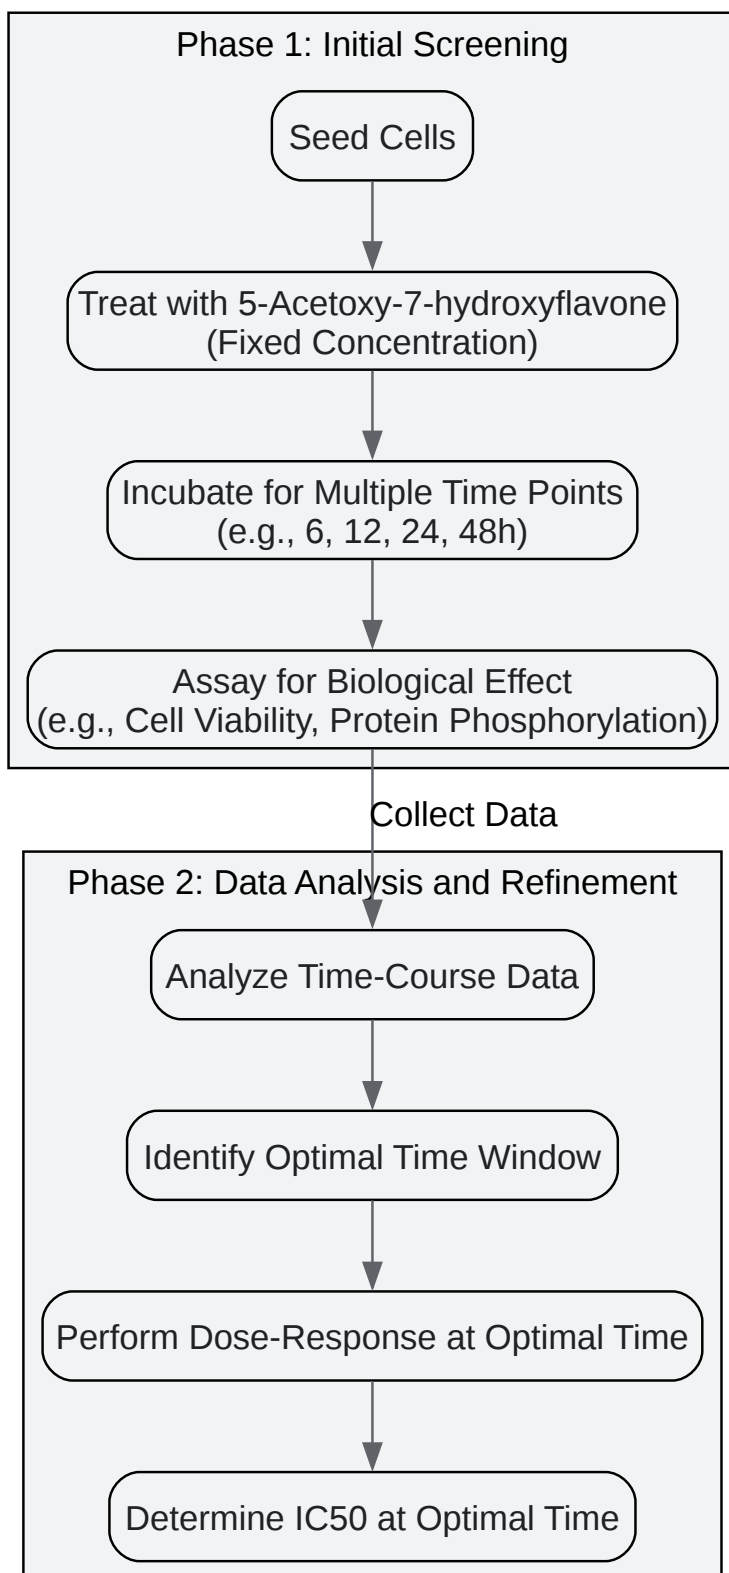 Phase 1: Initial Screening
Seed Cells
Treat with 5-Acetoxy-7-hydroxyflavone
(Fixed Concentration)
Incubate for Multiple Time Points
(e.g., 6, 12, 24, 48h)
Assay for Biological Effect
(e.g., Cell Viability, Protein Phosphorylation)
Collect Data
Phase 2: Data Analysis and Refinement
Analyze Time-Course Data
Identify Optimal Time Window
Perform Dose-Response at Optimal Time
Determine IC50 at Optimal Time